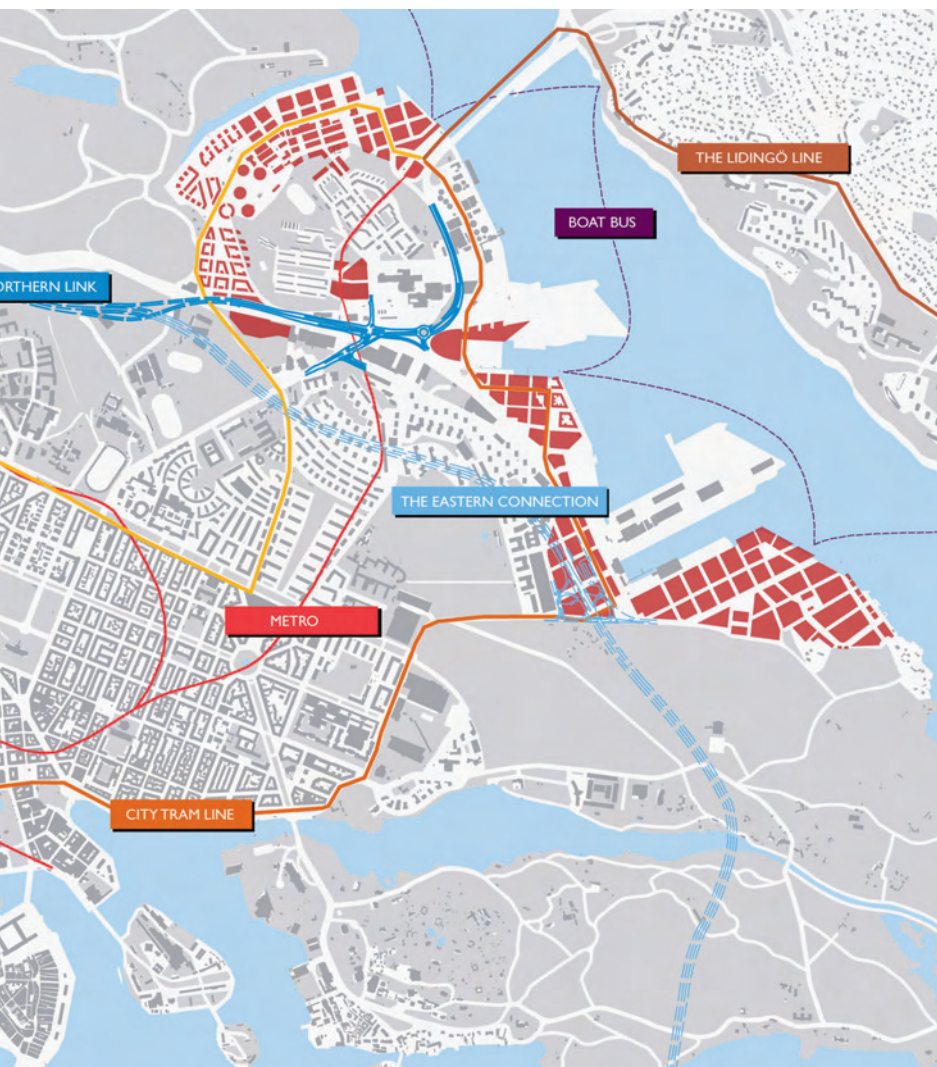 THE LIDINGÖ LINE
BOAT BUS
ORTHERN LINK
THE EASTERN CONNECTION
METRO
CITY TRAM LINE